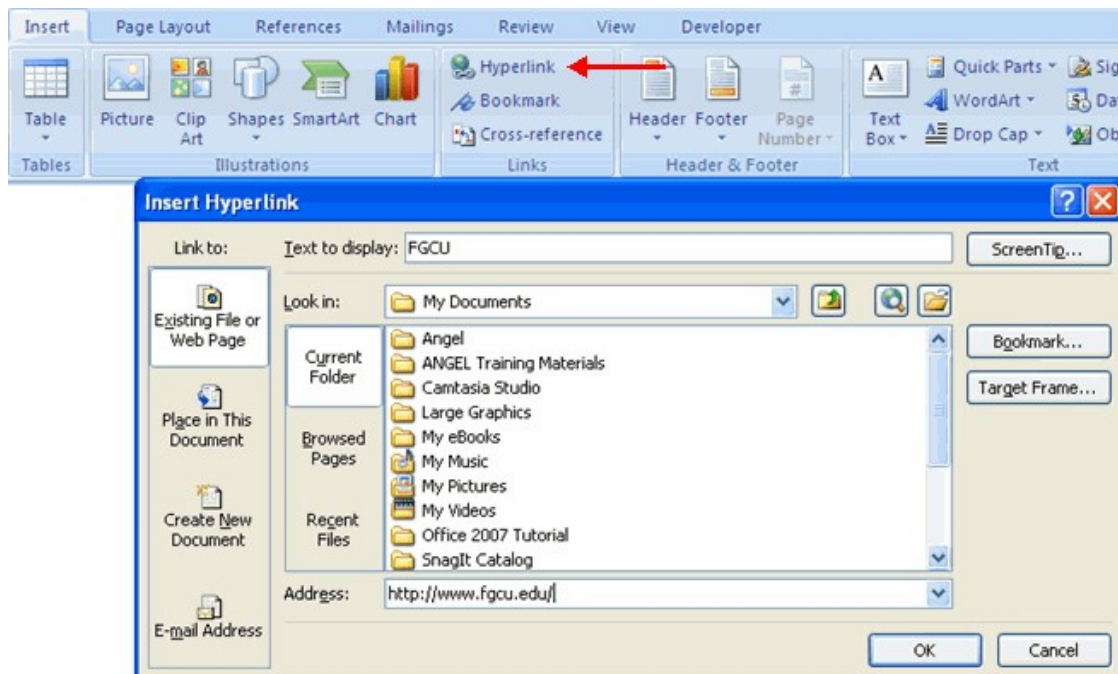 Insert Page Layout References Mailings Review View Developer
Hyperlink Quick Parts
Bookmark WordArt
Table Picture Clip Art Shapes SmartArt Chart Header Footer Page Number Text Box
Cross-reference Drop Cap
Tables Illustrations Links Header & Footer Text
Insert Hyperlink
Link to: Text to display: FGCU ScreenTip...
Existing File or Web Page
Look in: My Documents
Current Folder
Angel
ANGEL Training Materials
Camtasia Studio
Large Graphics
My eBooks
My Music
My Pictures
My Videos
Office 2007 Tutorial
SnagIt Catalog
Bookmark...
Target Frame...
Place in This Document
Browsed Pages
Create New Document
Recent Files
Address: http://www.fgcu.edu/
E-mail Address
OK Cancel